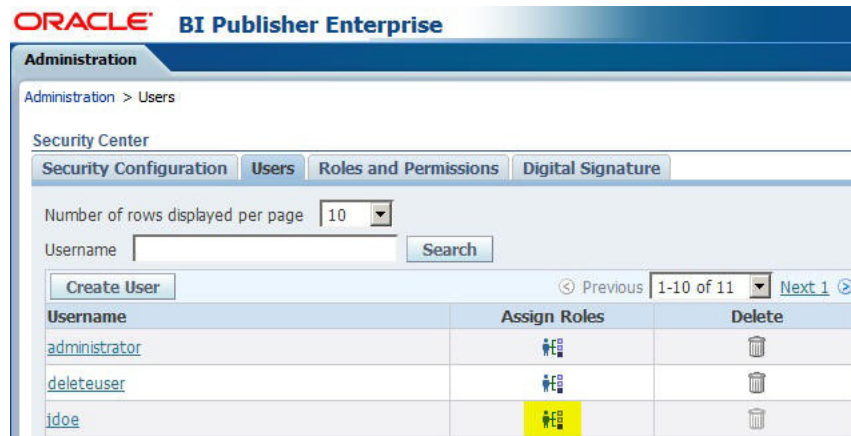 ORACLE BI Publisher Enterprise
Administration
Administration > Users
Security Center
Security Configuration Users Roles and Permissions Digital Signature
Number of rows displayed per page 10
Username Search
Create User Previous 1-10 of 11 Next 1
Username Assign Roles Delete
administrator
deleteuser
jdoe